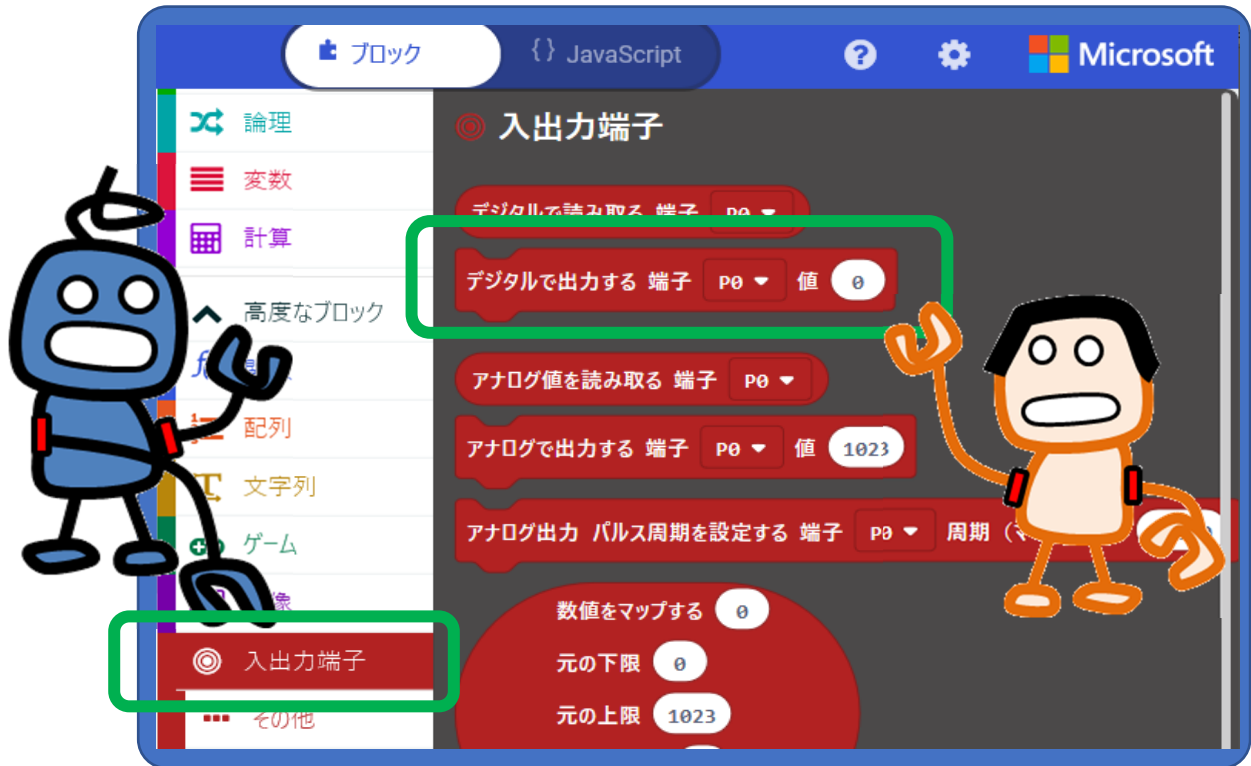 ブロック
{} JavaScript
?
Microsoft
論理
変数
計算
高度なブロック
配列
文字列
ゲーム
像
入出力端子
その他
入出力端子
デジタルで読み取る 端子 P0
デジタルで出力する 端子 P0 値 0
アナログ値を読み取る 端子 P0
アナログで出力する 端子 P0 値 1023
アナログ出力 パルス周期を設定する 端子 P0 周期（マ
数値をマップする 0
元の下限 0
元の上限 1023